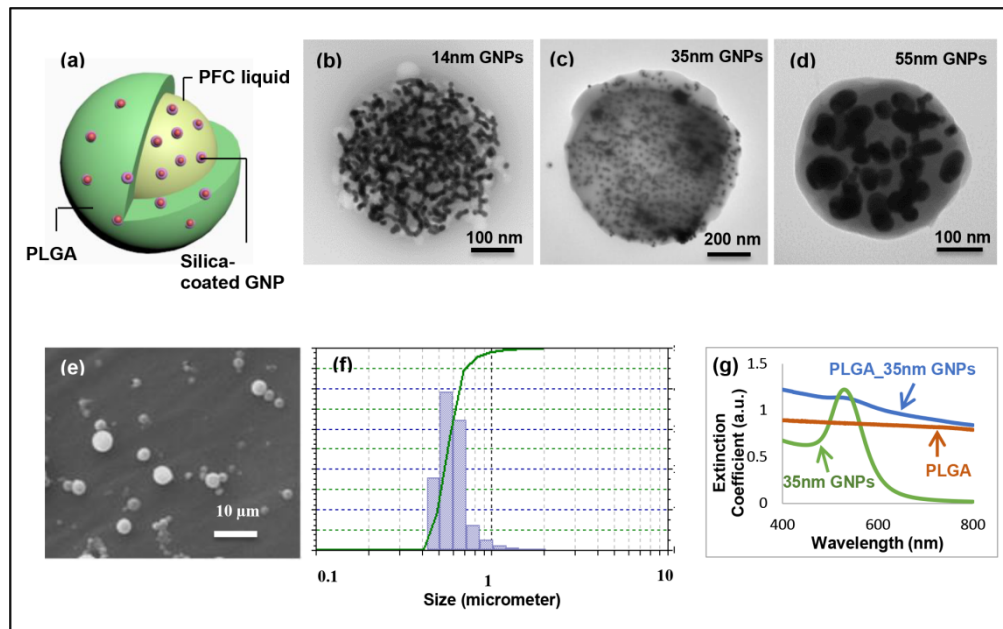 (a)
PFC liquid
PLGA
Silica-
coated GNP
(b)
14nm GNPs
100 nm
(c)
35nm GNPs
200 nm
(d)
55nm GNPs
100 nm
(e)
10 µm
(f)
0.1
1
10
Size (micrometer)
(g)
1.5
1
0.5
0
Extinction
Coefficient (a.u.)
PLGA_35nm GNPs
PLGA
35nm GNPs
400
600
800
Wavelength (nm)